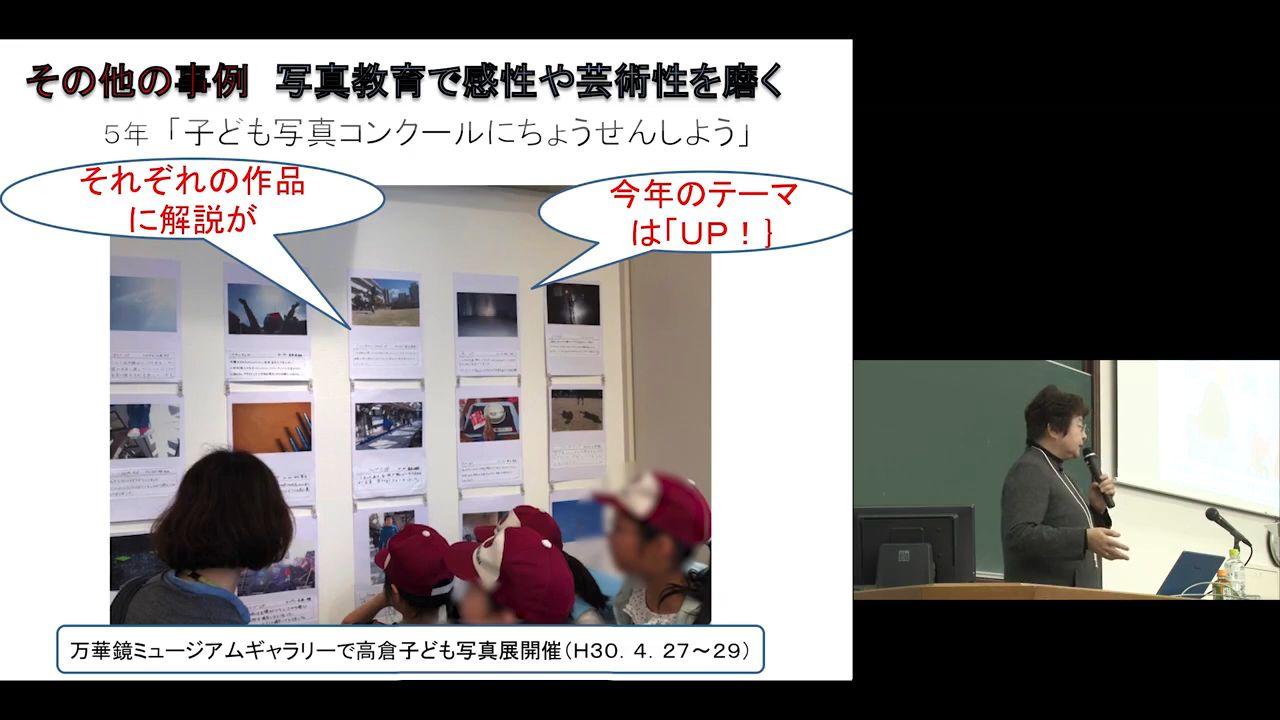 その他の事例　写真教育で感性や芸術性を磨く
５年「子ども写真コンクールにちょうせんしよう」
それぞれの作品
に解説が
今年のテーマ
は「ＵＰ！}
万華鏡ミュージアムギャラリーで高倉子ども写真展開催（Ｈ３０．４．２７～２９）